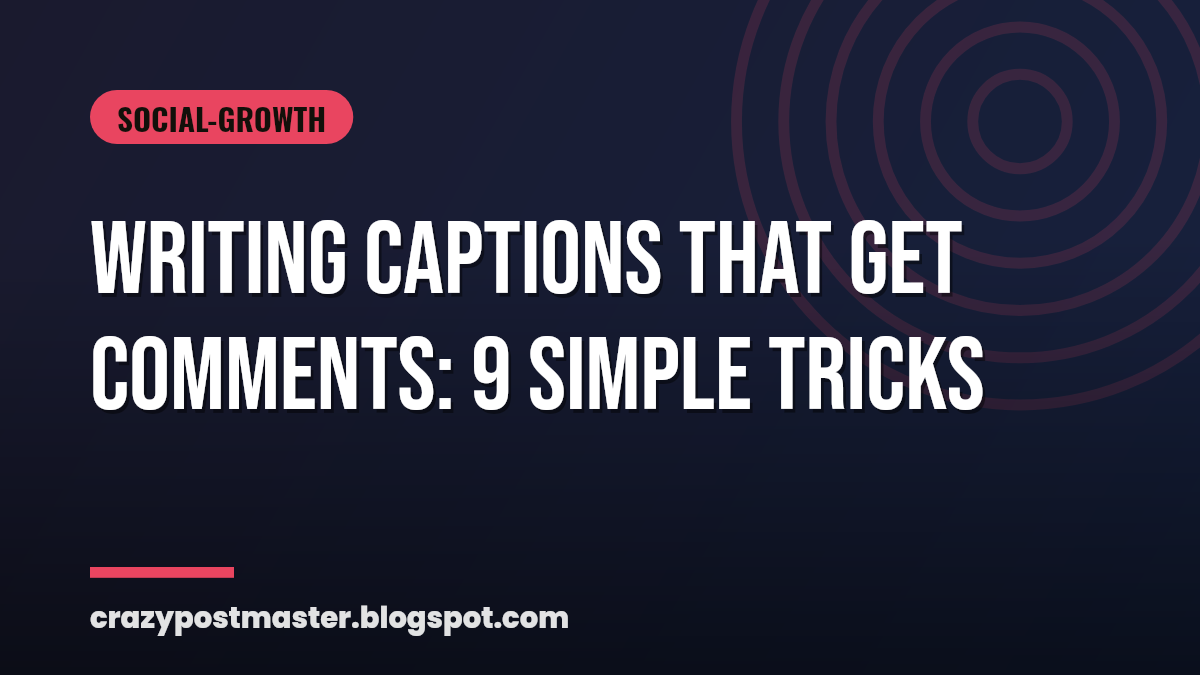 SOCIAL-GROWTH
WRITING CAPTIONS THAT GET
COMMENTS: 9 SIMPLE TRICKS
crazypostmaster.blogspot.com